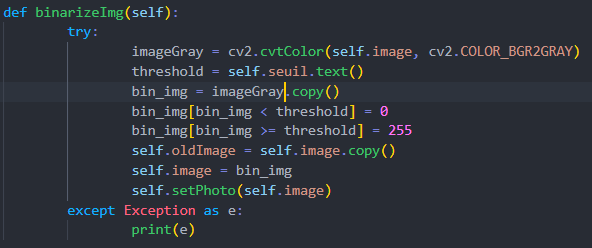 def binarizeImg(self):
try:
imageGray = cv2.cvtColor(self.image, cv2.COLOR_BGR2GRAY)
threshold = self.seuil.text()
bin_img = imageGray.copy()
bin_img[bin_img < threshold] = 0
bin_img[bin_img >= threshold] = 255
self.oldImage = self.image.copy()
self.image = bin_img
self.setPhoto(self.image)
except Exception as e:
print(e)